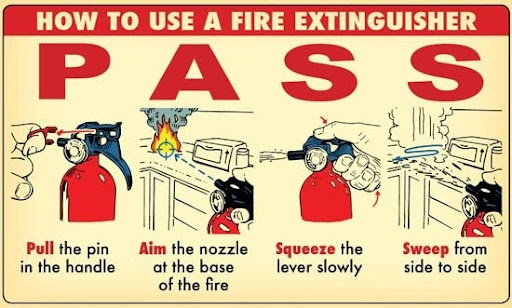 HOW TO USE A FIRE EXTINGUISHER
P A S S
Pull the pin
in the handle
Aim the nozzle
at the base
of the fire
Squeeze the
lever slowly
Sweep from
side to side